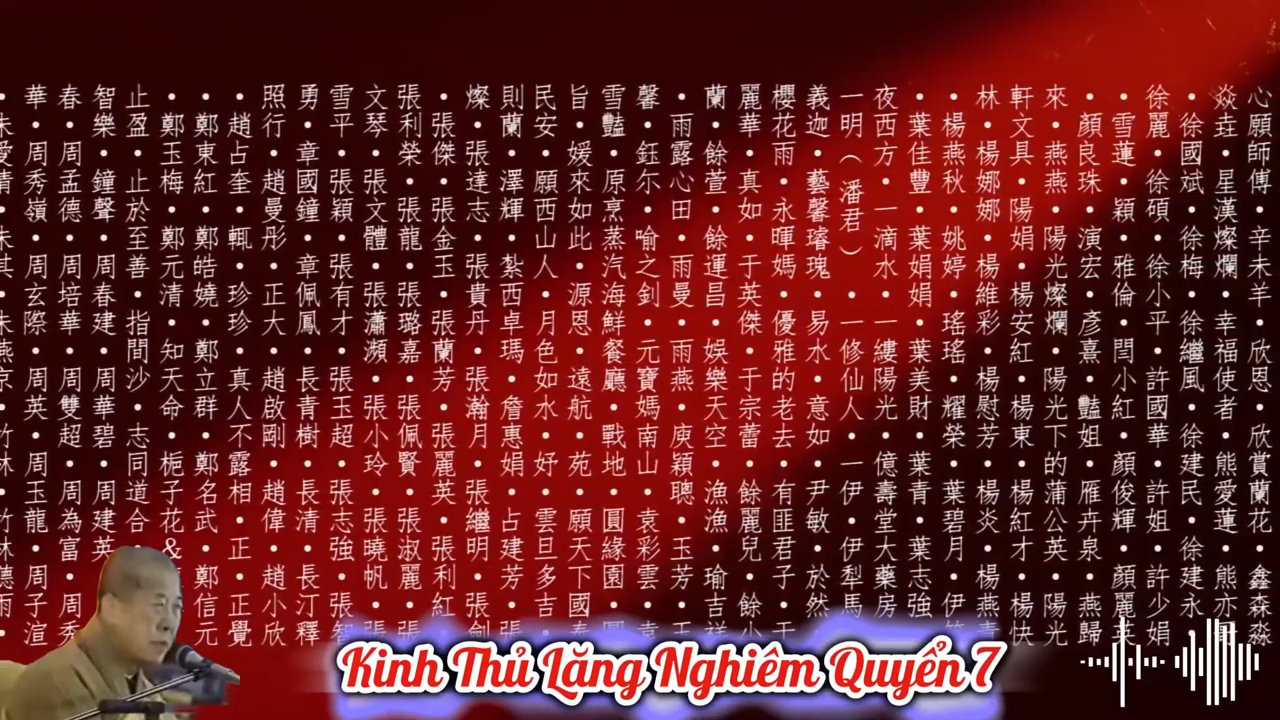 心願師傅・辛未羊・欣恩・欣賞蘭花・鑫森淼
焱垚・星漢燦爛・幸福使者・熊愛蓮・熊亦
・徐國斌・徐梅・徐繼風・徐建民・徐建永・
徐麗・徐碩・徐小平・許國華・許姐・許少娟
・雪蓮・穎・雅倫・閆小紅・顏俊輝・顏麗
・顏良珠・演宏・彥熹・豔姐・雁卉泉・燕歸
來・燕燕・陽光燦爛・陽光下的蒲公英・陽光
軒文具・陽娟・楊安紅・楊東・楊紅才・楊快
林・楊娜娜・楊維彩・楊慰芳・楊炎・楊燕青
・楊燕秋・姚婷・瑤瑤・耀榮・葉碧月・伊
・葉佳豐・葉娟娟・葉美財・葉青・葉志強・
夜西方・一滴水・一縷陽光・億壽堂大藥房・
一明（潘君）・一修仙人・一伊・伊犁馬
義迦・藝馨璿瑰・易水・意如・尹敏・於然
櫻花雨・永暉媽・優雅的老去・有匪君子・于
麗華・真如・于英傑・于宗蕾・餘麗兒・餘小
蘭・餘萱・餘運昌・娛樂天空・漁漁・瑜吉祥
・雨露心田・雨曼・雨燕・庾穎聰・玉芳・玉
馨・鈺尓・喻之釗・元寶媽・南山・袁彩雲・袁
雪豔・原烹蒸汽海鮮餐廳・戰地・圓緣園・圓
旨・媛來如此・源恩・遠航・苑・願天下國泰
民安・願西山人・月色如水・好・雲旦多吉・
則蘭・澤輝・紮西卓瑪・詹惠娟・占建芳・張
燦・張達志・張貴丹・張瀚月・張繼明・張劍
・張傑・張金玉・張蘭芳・張麗英・張利紅・
張利榮・張龍・張璐嘉・張佩賢・張淑麗・張
文琴・張文體・張瀟瀕・張小玲・張曉帆・張
雪平・張穎・張有才・張玉超・張志強・張智
勇・章國鐘・章佩鳳・長青樹・長清・長汀釋
照行・趙曼彤・正大・趙啟剛・趙偉・趙小欣
・趙占奎・輒・珍珍・真人不露相・正・正覺
・鄭東紅・鄭皓嬈・鄭立群・鄭名武・鄭信元
・鄭玉梅・鄭元清・知天命・梔子花&
止盈・止於至善・指間沙・志同道合・
智樂・鐘聲・周春建・周華碧・周建英
春・周孟德・周培華・周雙超・周為富・周秀
華・周秀嶺・周玄際・周英・周玉龍・周子渲
Kinh Thủ Lăng Nghiêm Quyển 7